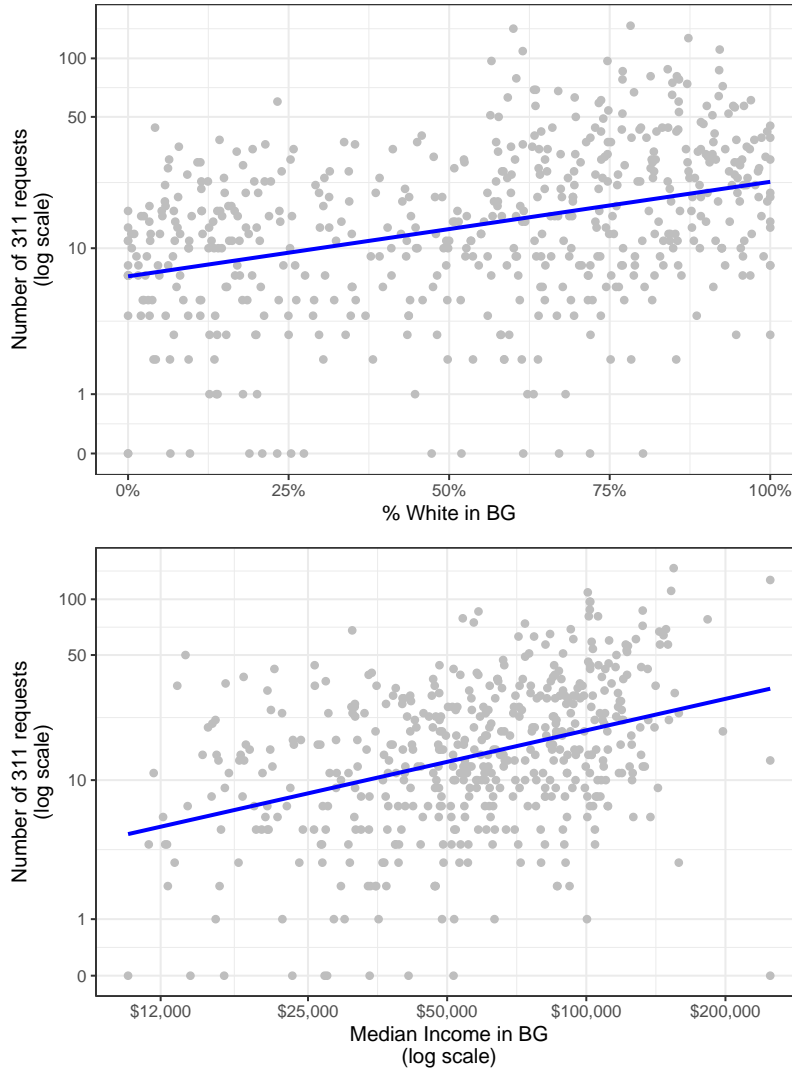 Number of 311 requests
(log scale)
100
50
10
1
0
0%
25%
50%
75%
100%
% White in BG
Number of 311 requests
(log scale)
100
50
10
1
0
$12,000
$25,000
$50,000
$100,000
$200,000
Median Income in BG
(log scale)